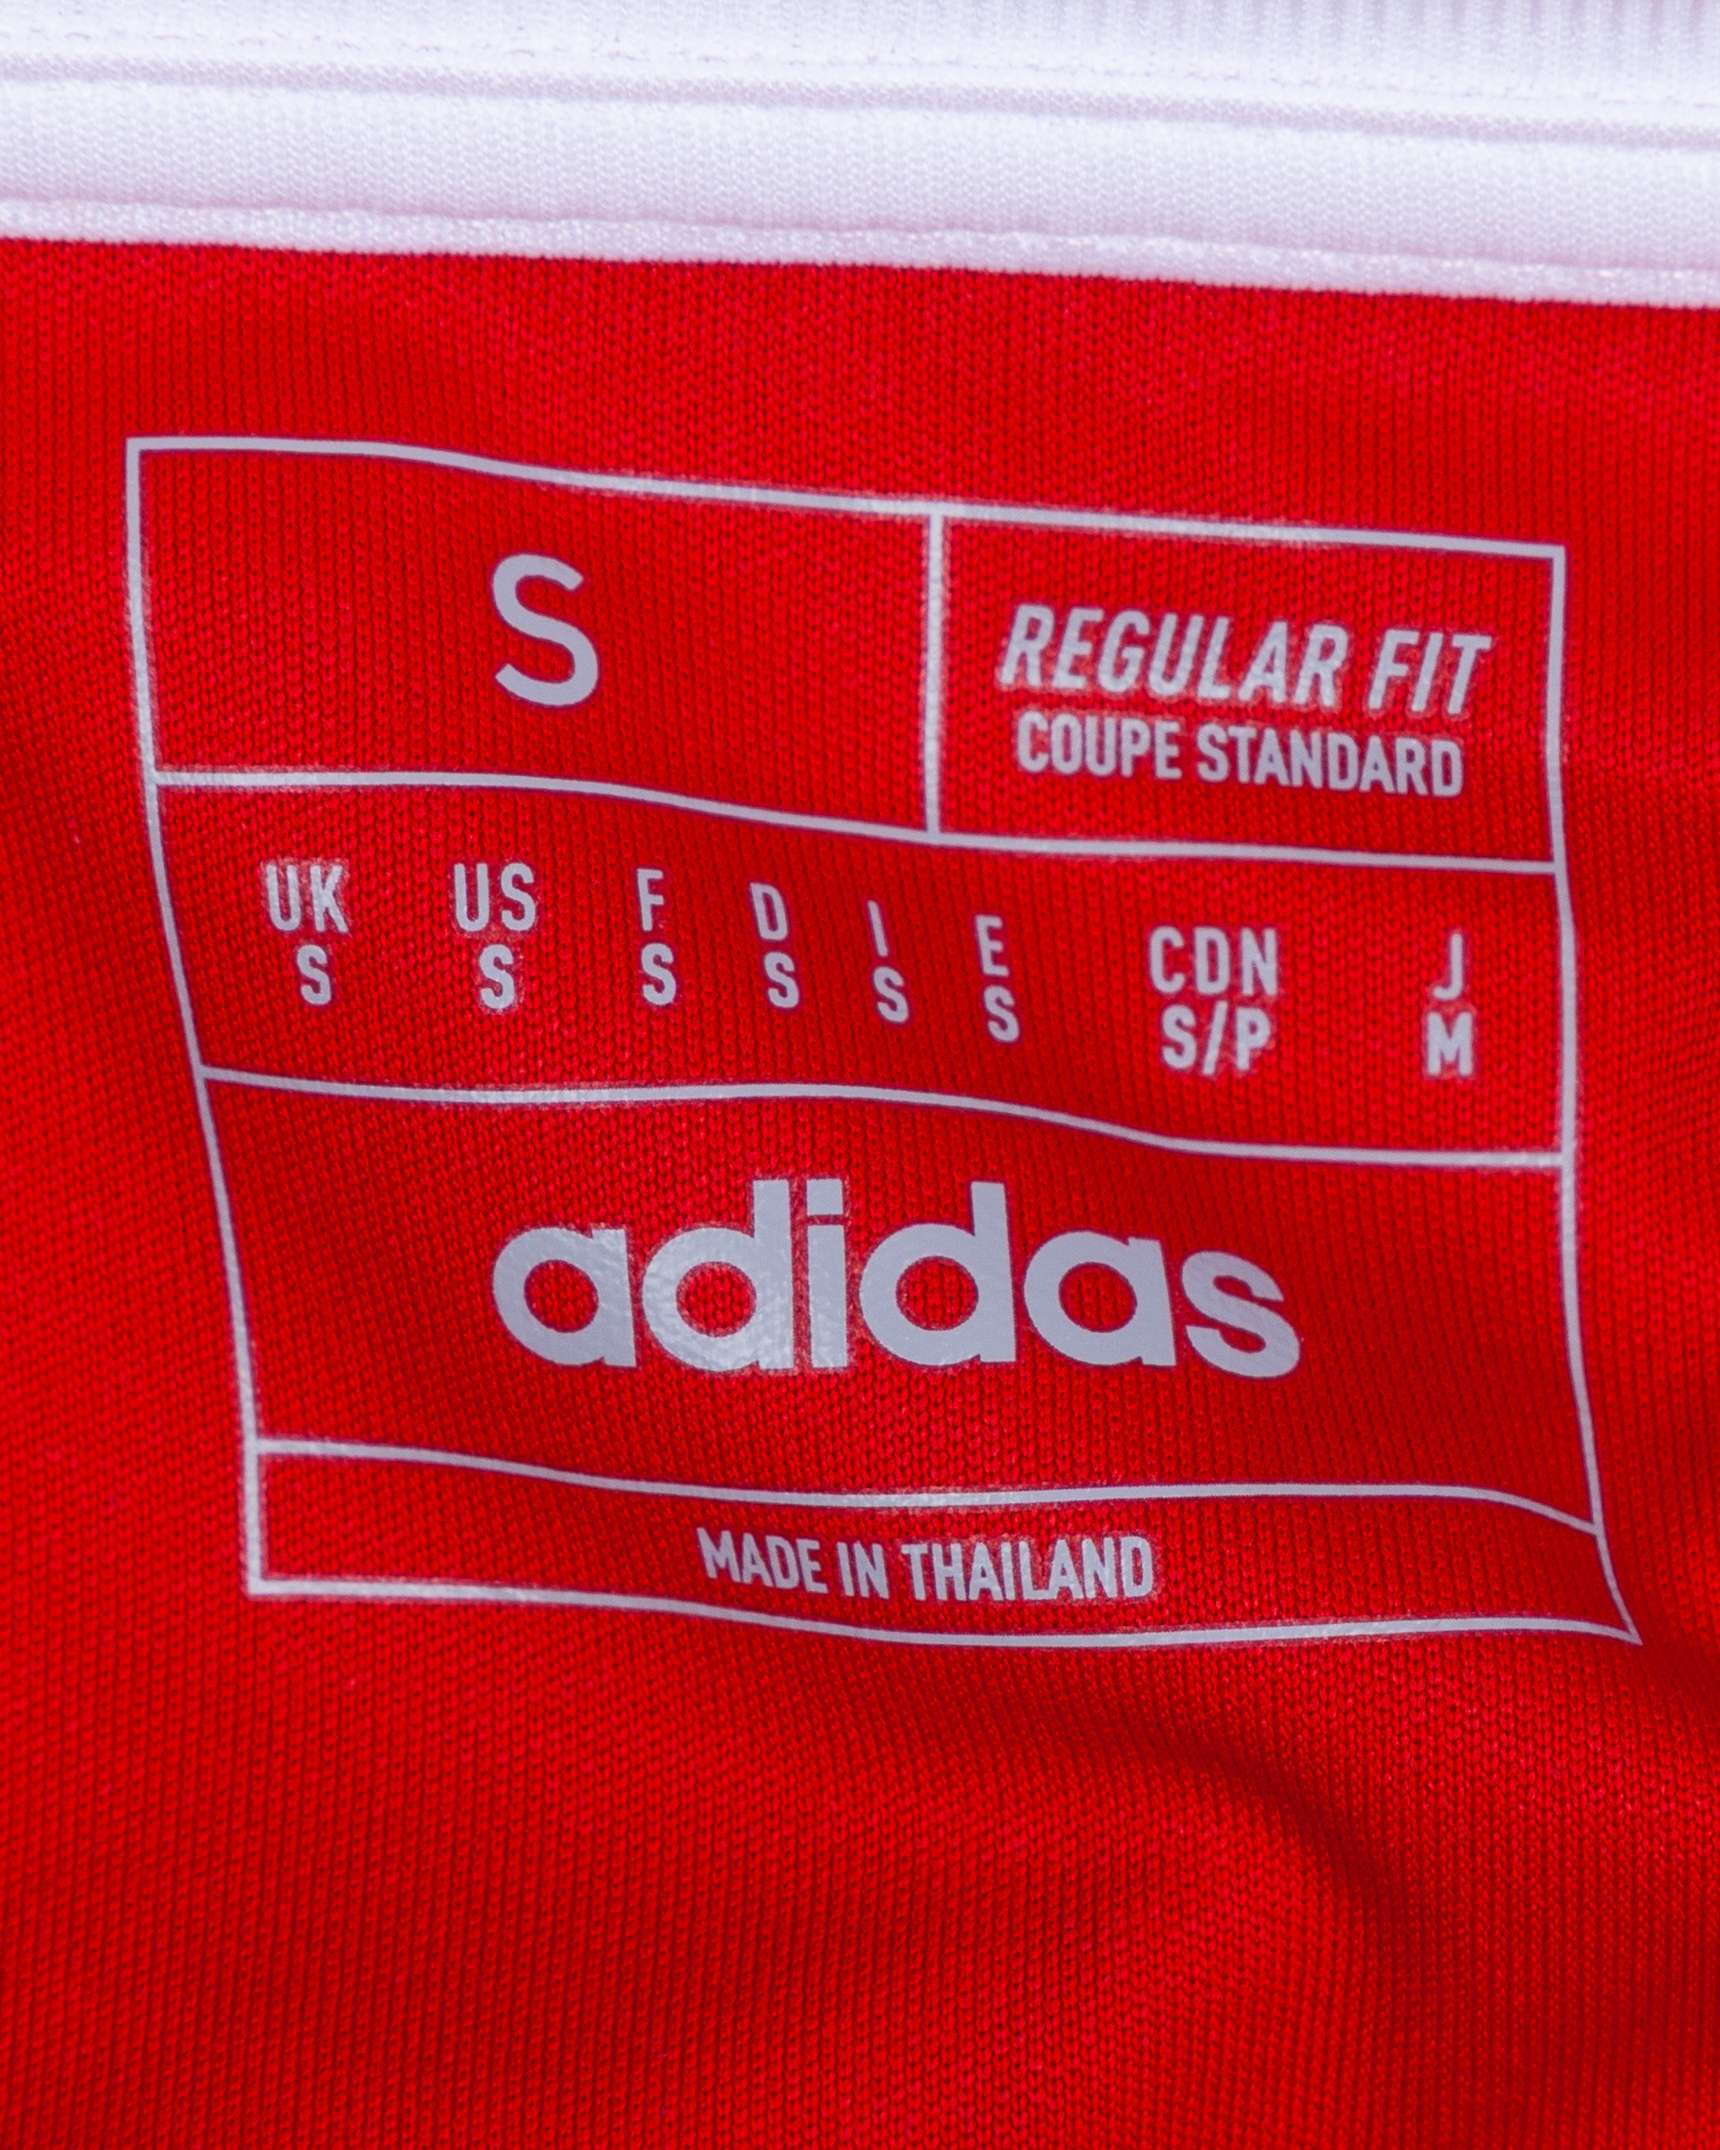 S
REGULAR FIT
COUPE STANDARD
UK US F D I E CDN J
S S S S S S S/P M
adidas
MADE IN THAILAND